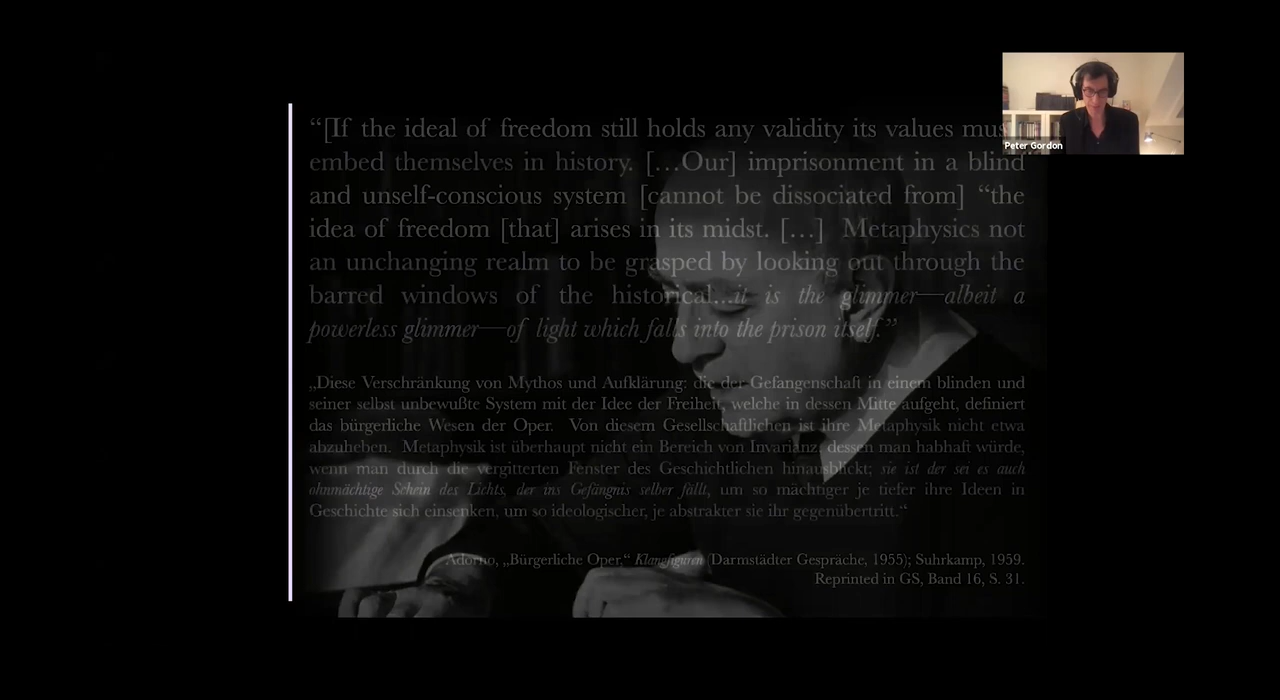 “[If the ideal of freedom still holds any validity its values must
embed themselves in history. […Our] imprisonment in a blind
and unself-conscious system [cannot be dissociated from] “the
idea of freedom [that] arises in its midst. […] Metaphysics not
an unchanging realm to be grasped by looking out through the
barred windows of the historical...it is the glimmer—albeit a
powerless glimmer—of light which falls into the prison itself.”
„Diese Verschränkung von Mythos und Aufklärung: die der Gefangenschaft in einem blinden und
seiner selbst unbewußte System mit der Idee der Freiheit, welche in dessen Mitte aufgeht, definiert
das bürgerliche Wesen der Oper. Von diesem Gesellschaftlichen ist ihre Metaphysik nicht etwa
abzuheben. Metaphysik ist überhaupt nicht ein Bereich von Invarianz, dessen man habhaft würde,
wenn man durch die vergitterten Fenster des Geschichtlichen hinausblickt; sie ist der sei es auch
ohnmächtige Schein des Lichts, der ins Gefängnis selber fällt, um so mächtiger je tiefer ihre Ideen in
Geschichte sich einsenken, um so ideologischer, je abstrakter sie ihr gegenübertritt.“
Adorno, „Bürgerliche Oper,“ Klangfiguren (Darmstädter Gespräche, 1955); Suhrkamp, 1959.
Reprinted in GS, Band 16, S. 31.
Peter Gordon